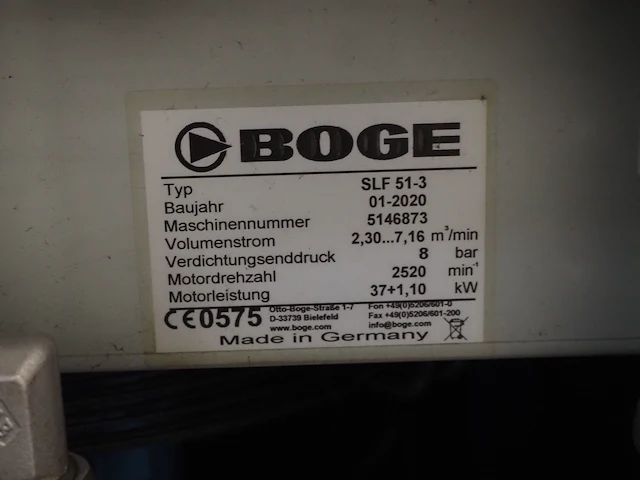 BOGE
Typ SLF 51-3
Baujahr 01-2020
Maschinennummer 5146873
Volumenstrom 2,30...7,16 m³/min
Verdichtungsenddruck 8 bar
Motordrehzahl 2520 min⁻¹
Motorleistung 37+1,10 kW
CE0575 Otto-Boge-Straße 1-7 Fon +49(0)5206/601-0
D-33739 Bielefeld Fax +49(0)5206/601-200
www.boge.com info@boge.com
Made in Germany